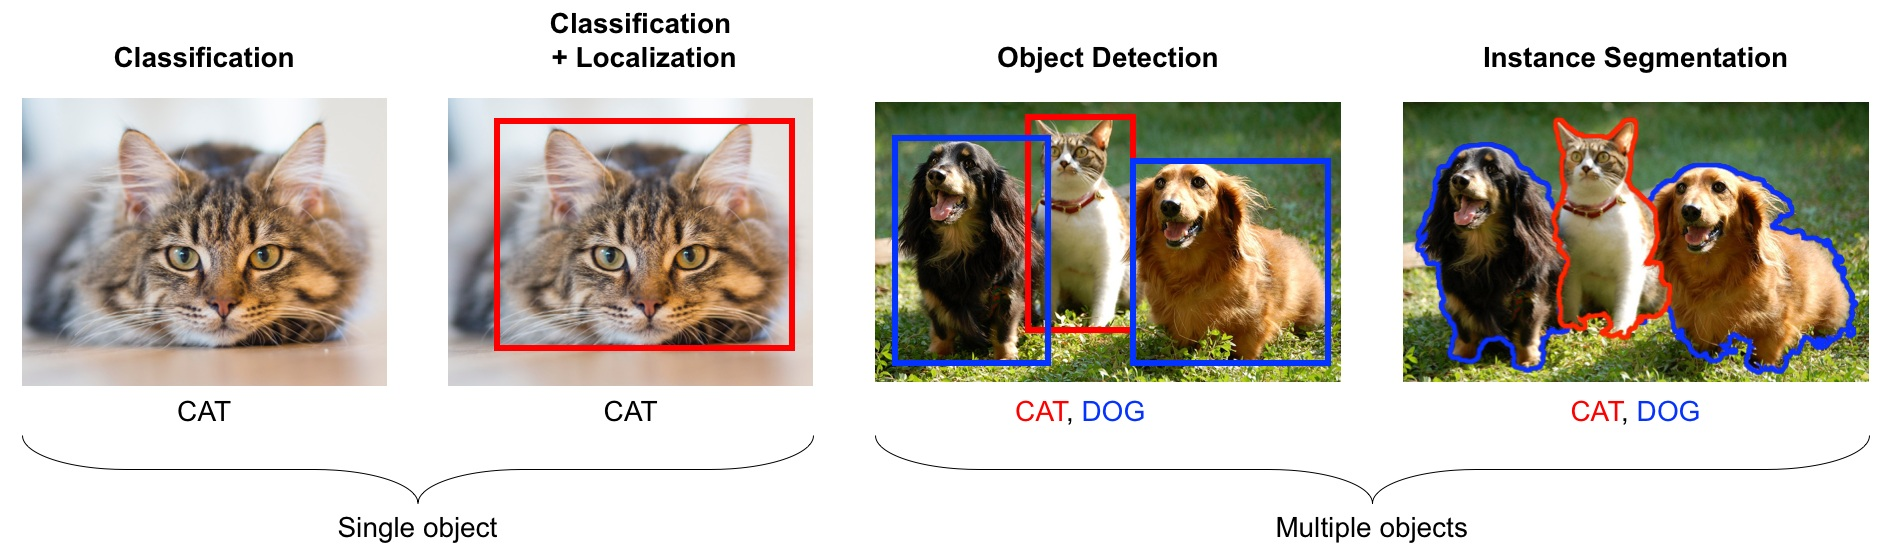 Classification
Classification
+ Localization
Object Detection
Instance Segmentation
CAT
CAT
CAT, DOG
CAT, DOG
Single object
Multiple objects